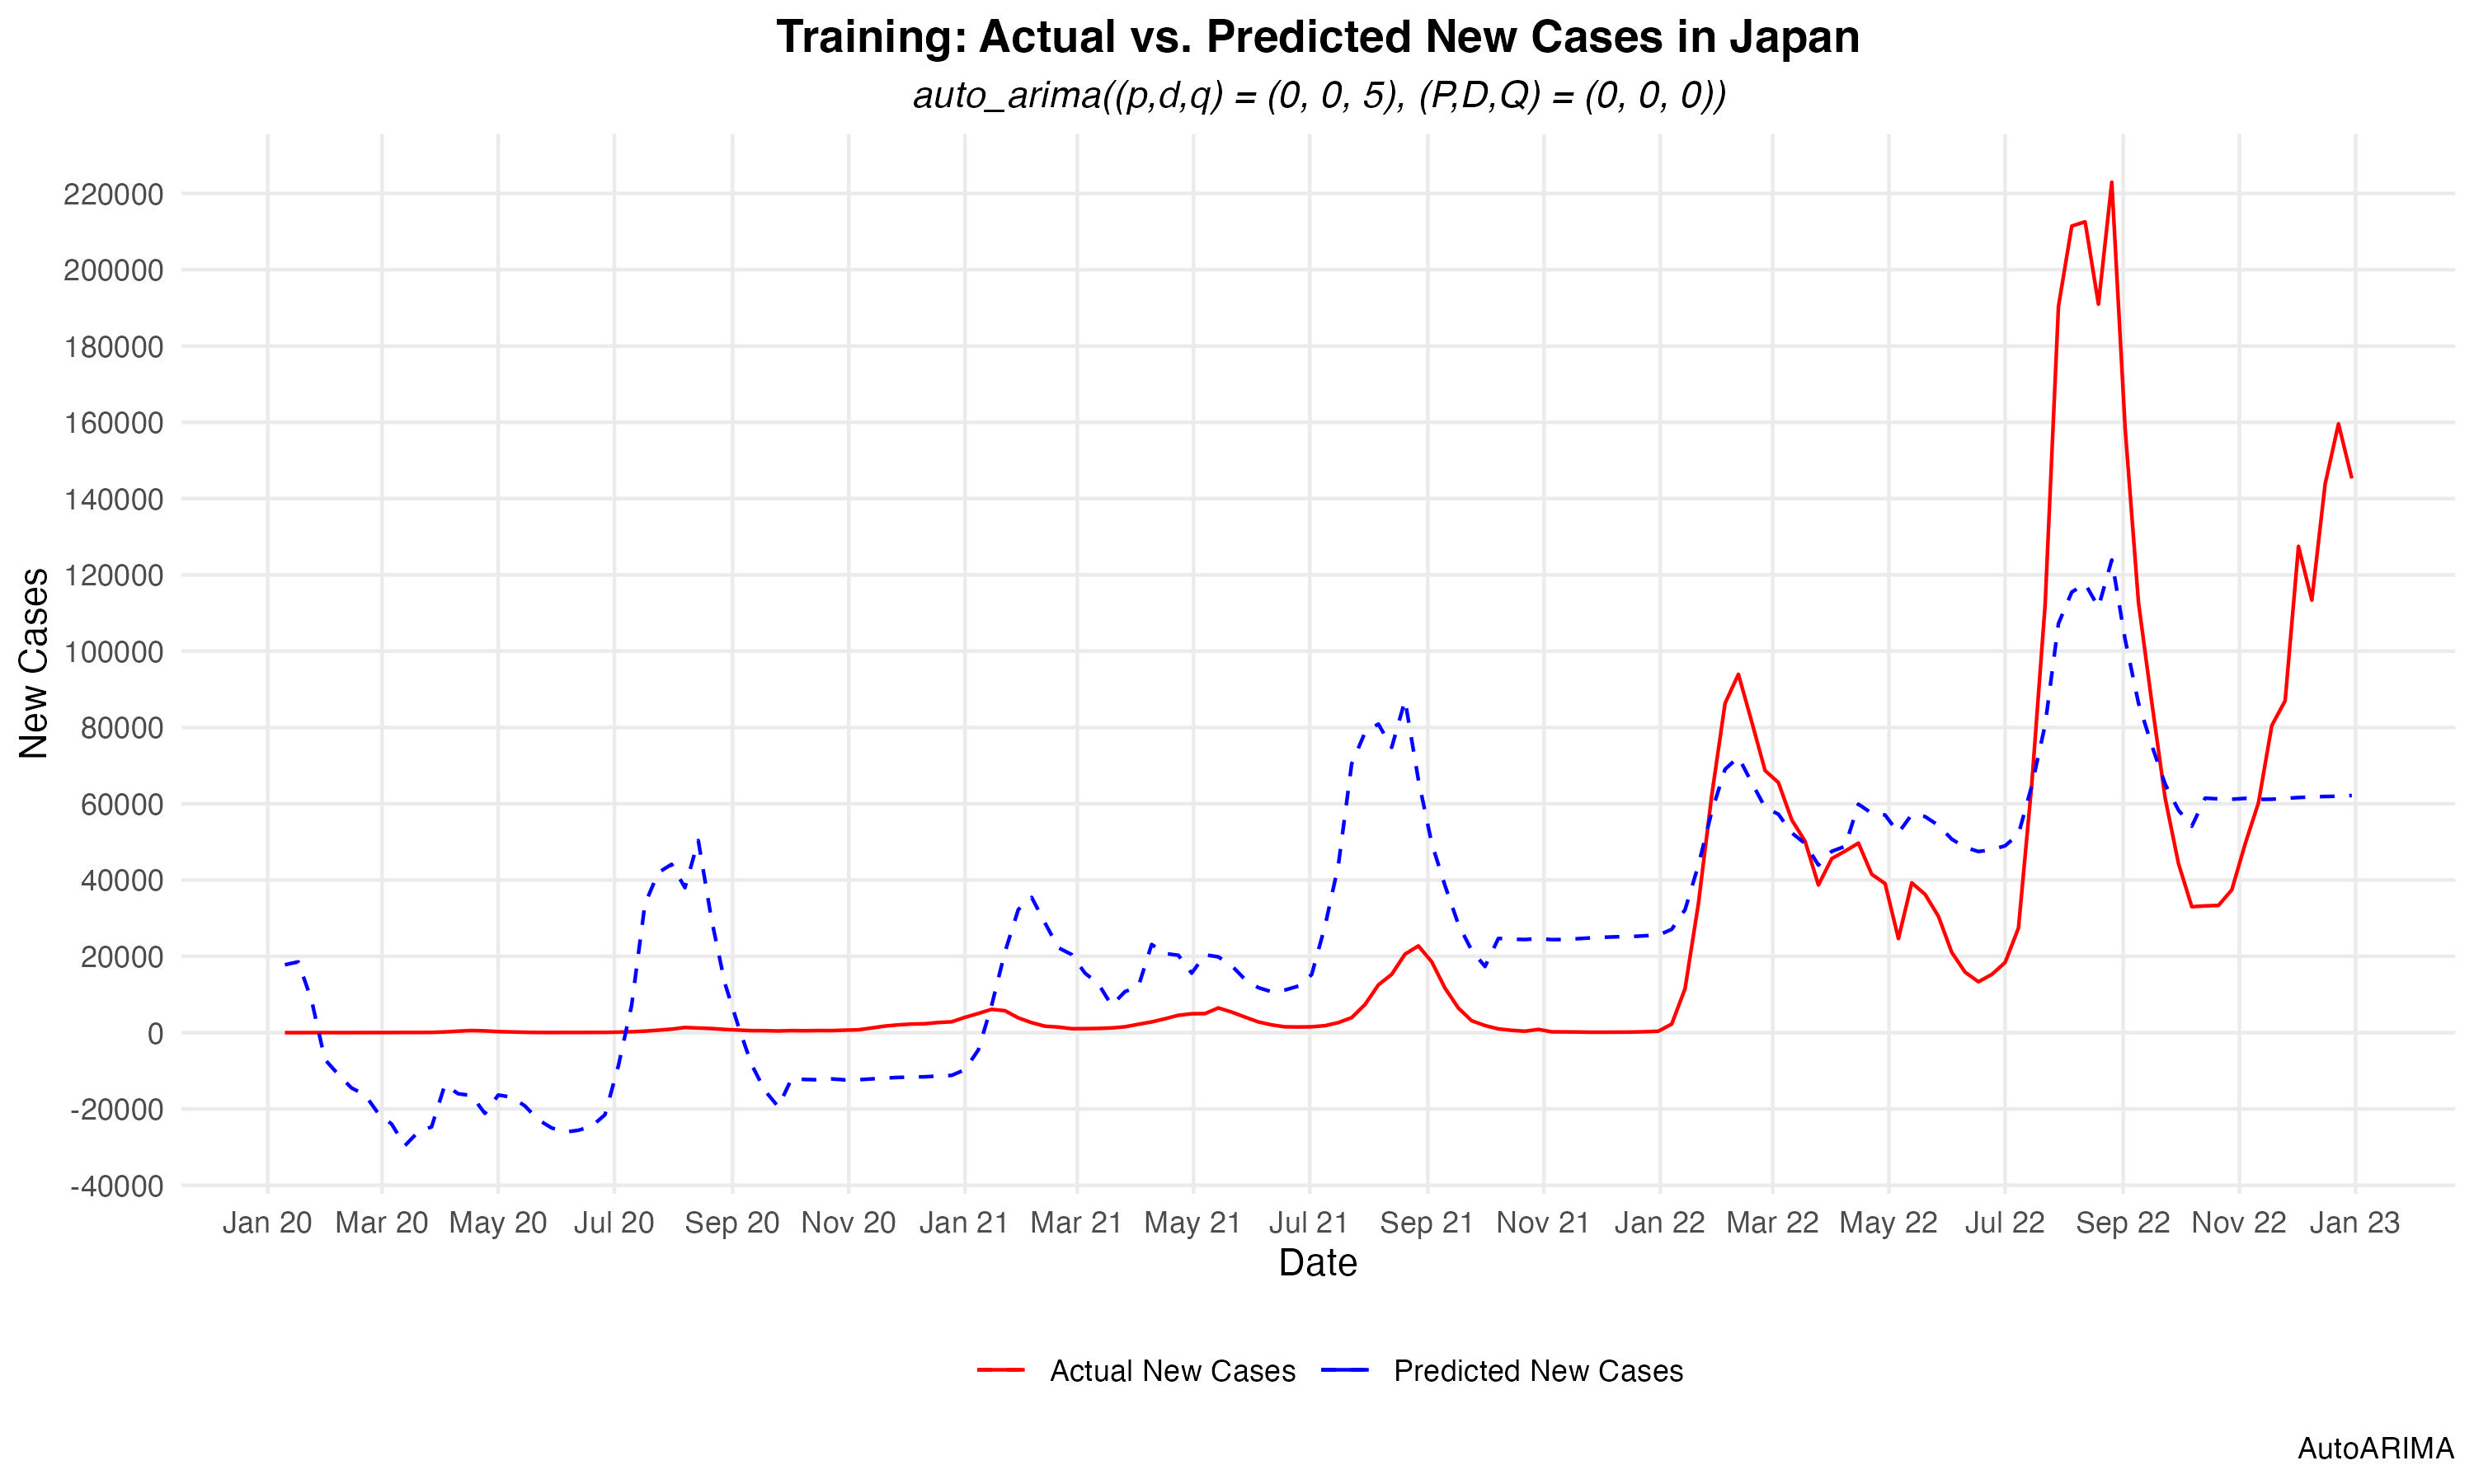 Training: Actual vs. Predicted New Cases in Japan
auto_arima((p,d,q) = (0, 0, 5), (P,D,Q) = (0, 0, 0))
New Cases
220000
200000
180000
160000
140000
120000
100000
80000
60000
40000
20000
0
-20000
-40000
Jan 20 Mar 20 May 20 Jul 20 Sep 20 Nov 20 Jan 21 Mar 21 May 21 Jul 21 Sep 21 Nov 21 Jan 22 Mar 22 May 22 Jul 22 Sep 22 Nov 22 Jan 23
Date
Actual New Cases Predicted New Cases
AutoARIMA